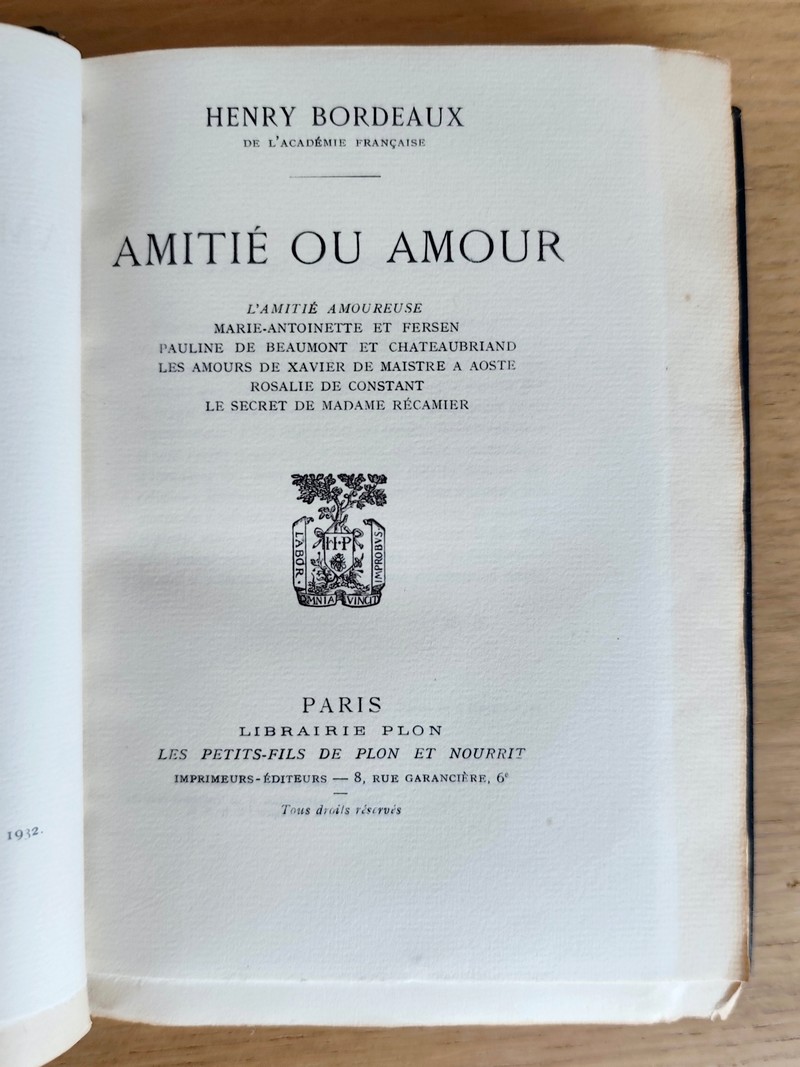 HENRY BORDEAUX
DE L'ACADÉMIE FRANÇAISE
AMITIÉ OU AMOUR
L'AMITIÉ AMOUREUSE
MARIE-ANTOINETTE ET FERSEN
PAULINE DE BEAUMONT ET CHATEAUBRIAND
LES AMOURS DE XAVIER DE MAISTRE A AOSTE
ROSALIE DE CONSTANT
LE SECRET DE MADAME RÉCAMIER
H·P
LABOR·
OMNIA VINCIT
IMPROBVS
PARIS
LIBRAIRIE PLON
LES PETITS-FILS DE PLON ET NOURRIT
IMPRIMEURS-ÉDITEURS — 8, RUE GARANCIÈRE, 6e
Tous droits réservés
1932.